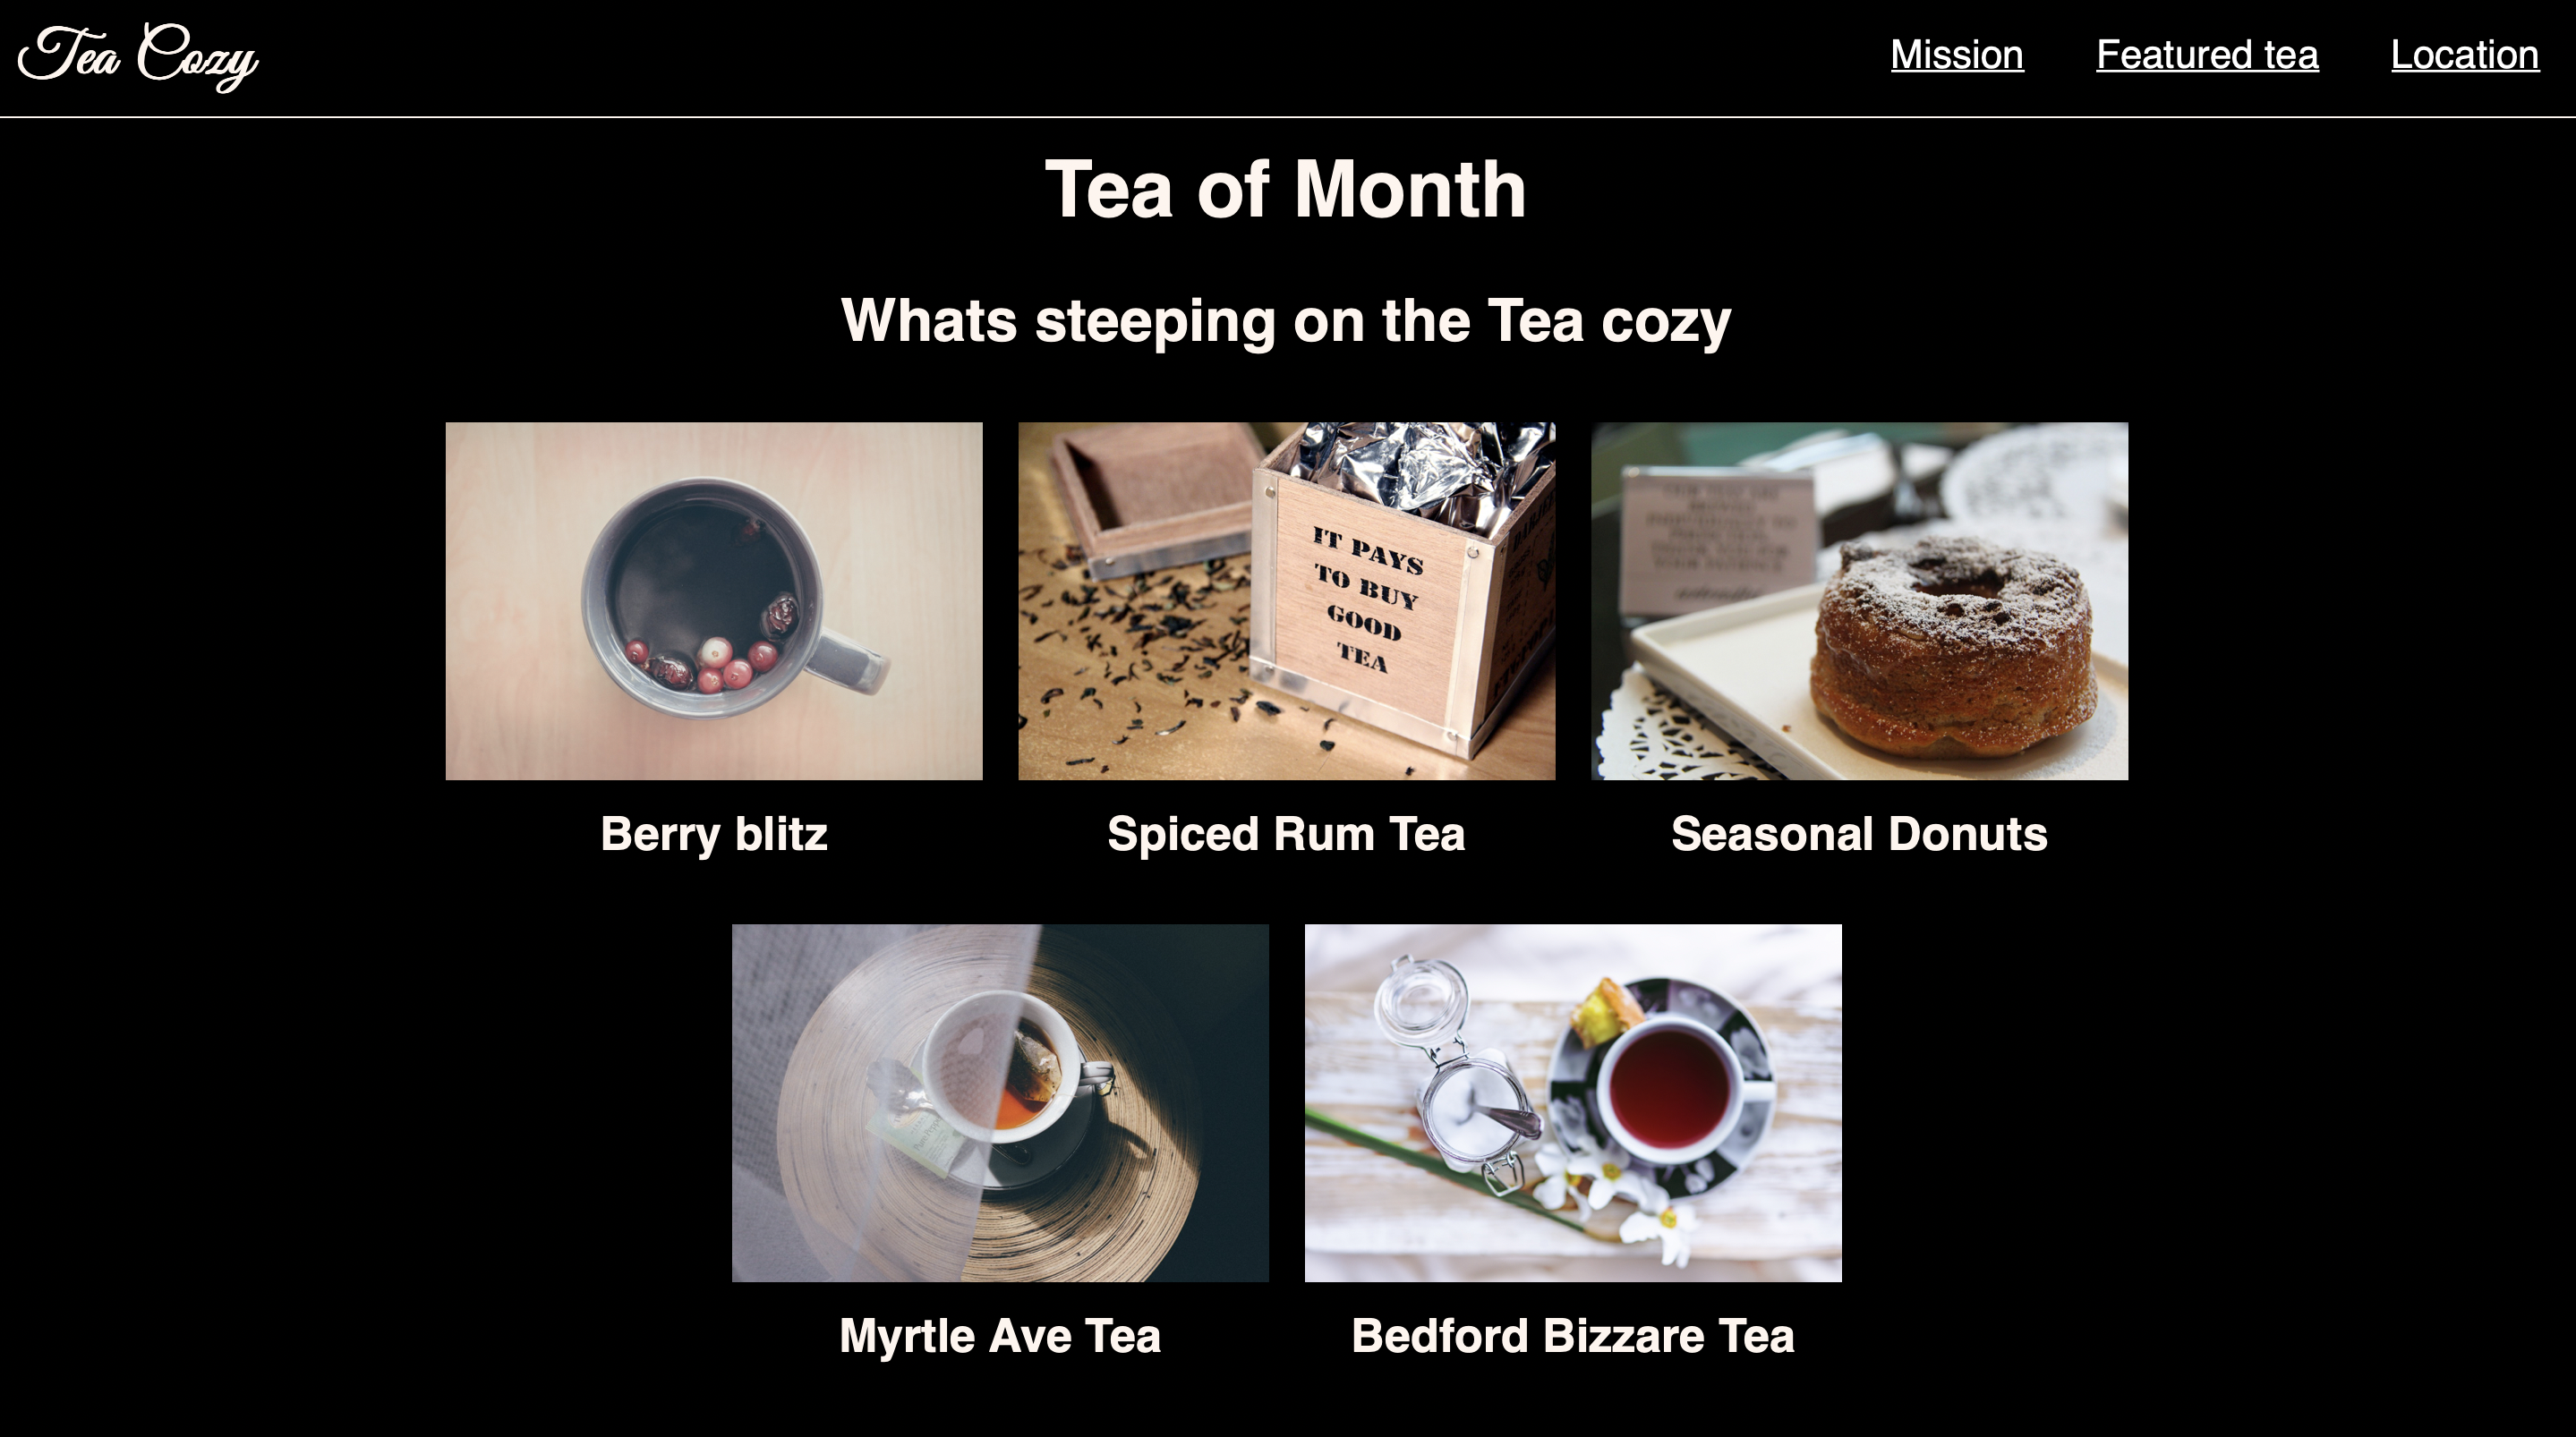 Tea Cozy
Mission Featured tea Location
Tea of Month
Whats steeping on the Tea cozy
IT PAYS
TO BUY
GOOD
TEA
Berry blitz Spiced Rum Tea Seasonal Donuts
Myrtle Ave Tea Bedford Bizzare Tea